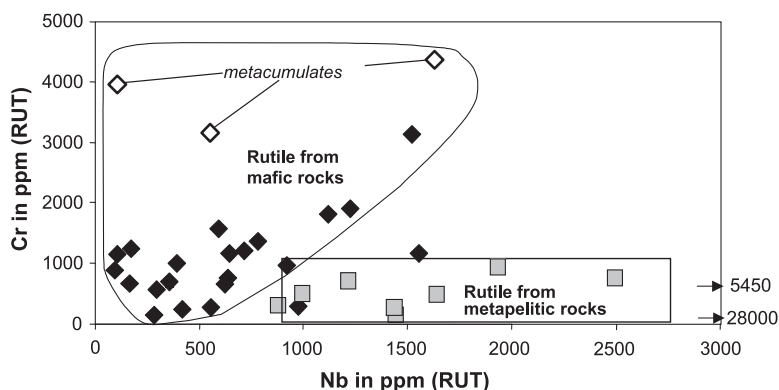 5000
4000
3000
2000
1000
0
Cr in ppm (RUT)
metacumulates
Rutile from
mafic rocks
Rutile from
metapelitic rocks
5450
28000
0 500 1000 1500 2000 2500 3000
Nb in ppm (RUT)